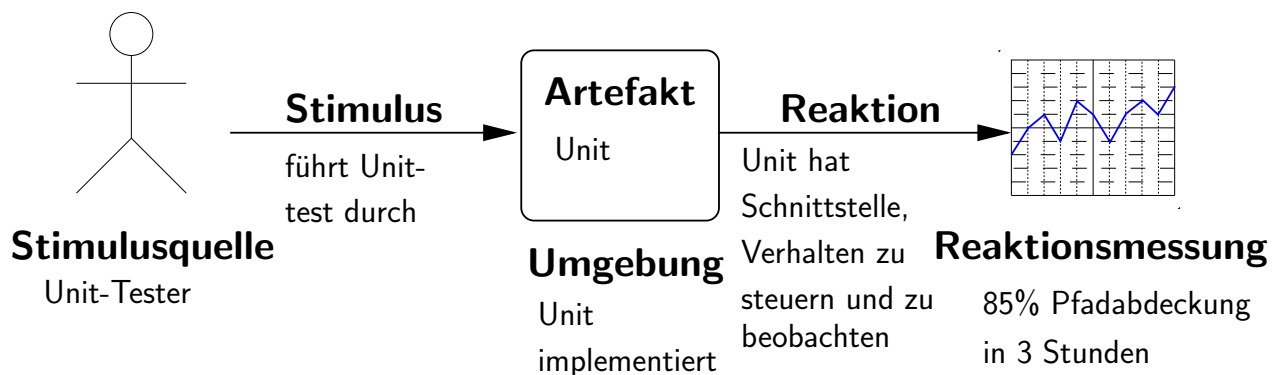 Stimulusquelle
Unit-Tester
Stimulus
führt Unit-
test durch
Artefakt
Unit
Umgebung
Unit
implementiert
Reaktion
Unit hat
Schnittstelle,
Verhalten zu
steuern und zu
beobachten
Reaktionsmessung
85% Pfadabdeckung
in 3 Stunden